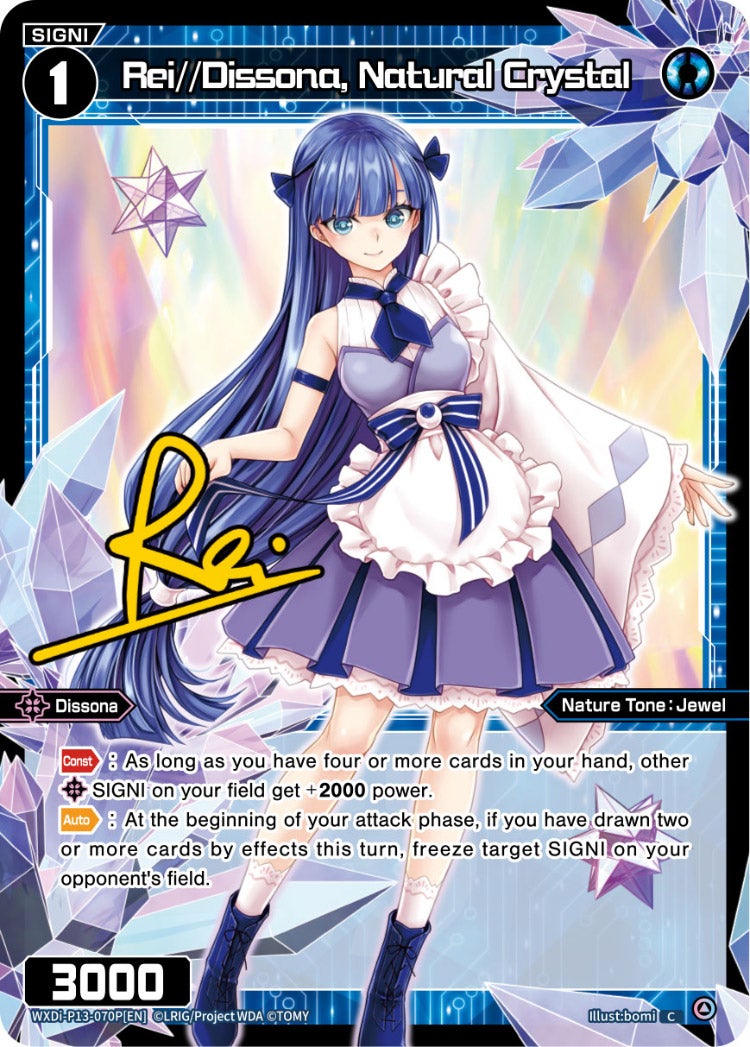 SIGNI
1 Rei//Dissona, Natural Crystal
Rei
Dissona Nature Tone:Jewel
Const : As long as you have four or more cards in your hand, other
SIGNI on your field get +2000 power.
Auto : At the beginning of your attack phase, if you have drawn two
or more cards by effects this turn, freeze target SIGNI on your
opponent's field.
3000
WXDi-P13-070P[EN] ©LRIG/Project WDA ©TOMY Illust:bomi C